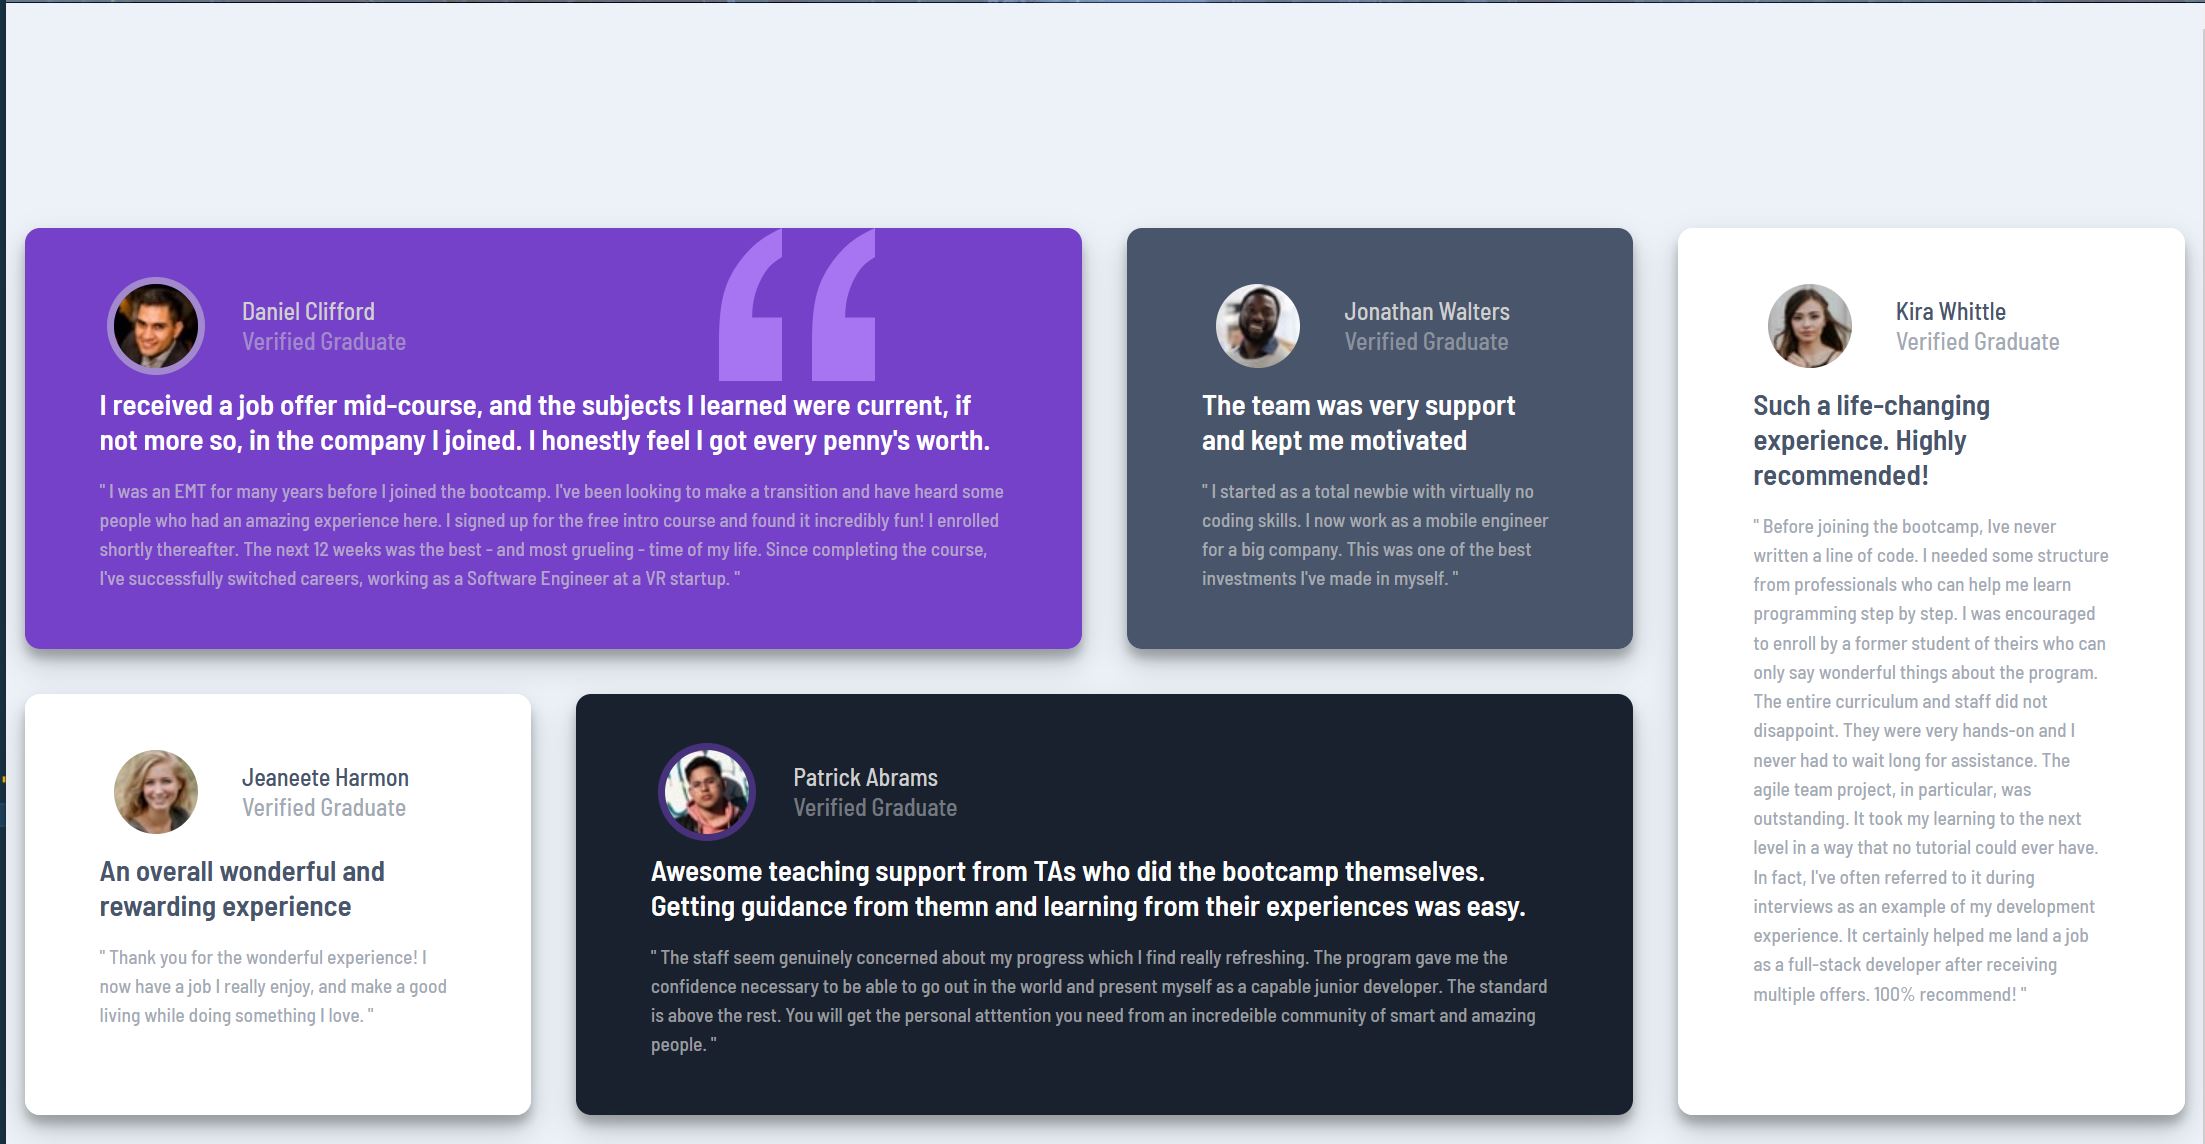 Daniel Clifford
Verified Graduate
I received a job offer mid-course, and the subjects I learned were current, if
not more so, in the company I joined. I honestly feel I got every penny's worth.
" I was an EMT for many years before I joined the bootcamp. I've been looking to make a transition and have heard some
people who had an amazing experience here. I signed up for the free intro course and found it incredibly fun! I enrolled
shortly thereafter. The next 12 weeks was the best - and most grueling - time of my life. Since completing the course,
I've successfully switched careers, working as a Software Engineer at a VR startup. "
Jonathan Walters
Verified Graduate
The team was very support
and kept me motivated
" I started as a total newbie with virtually no
coding skills. I now work as a mobile engineer
for a big company. This was one of the best
investments I've made in myself. "
Kira Whittle
Verified Graduate
Such a life-changing
experience. Highly
recommended!
" Before joining the bootcamp, Ive never
written a line of code. I needed some structure
from professionals who can help me learn
programming step by step. I was encouraged
to enroll by a former student of theirs who can
only say wonderful things about the program.
The entire curriculum and staff did not
disappoint. They were very hands-on and I
never had to wait long for assistance. The
agile team project, in particular, was
outstanding. It took my learning to the next
level in a way that no tutorial could ever have.
In fact, I've often referred to it during
interviews as an example of my development
experience. It certainly helped me land a job
as a full-stack developer after receiving
multiple offers. 100% recommend! "
Jeaneete Harmon
Verified Graduate
An overall wonderful and
rewarding experience
" Thank you for the wonderful experience! I
now have a job I really enjoy, and make a good
living while doing something I love. "
Patrick Abrams
Verified Graduate
Awesome teaching support from TAs who did the bootcamp themselves.
Getting guidance from themn and learning from their experiences was easy.
" The staff seem genuinely concerned about my progress which I find really refreshing. The program gave me the
confidence necessary to be able to go out in the world and present myself as a capable junior developer. The standard
is above the rest. You will get the personal atttention you need from an incredeible community of smart and amazing
people. "